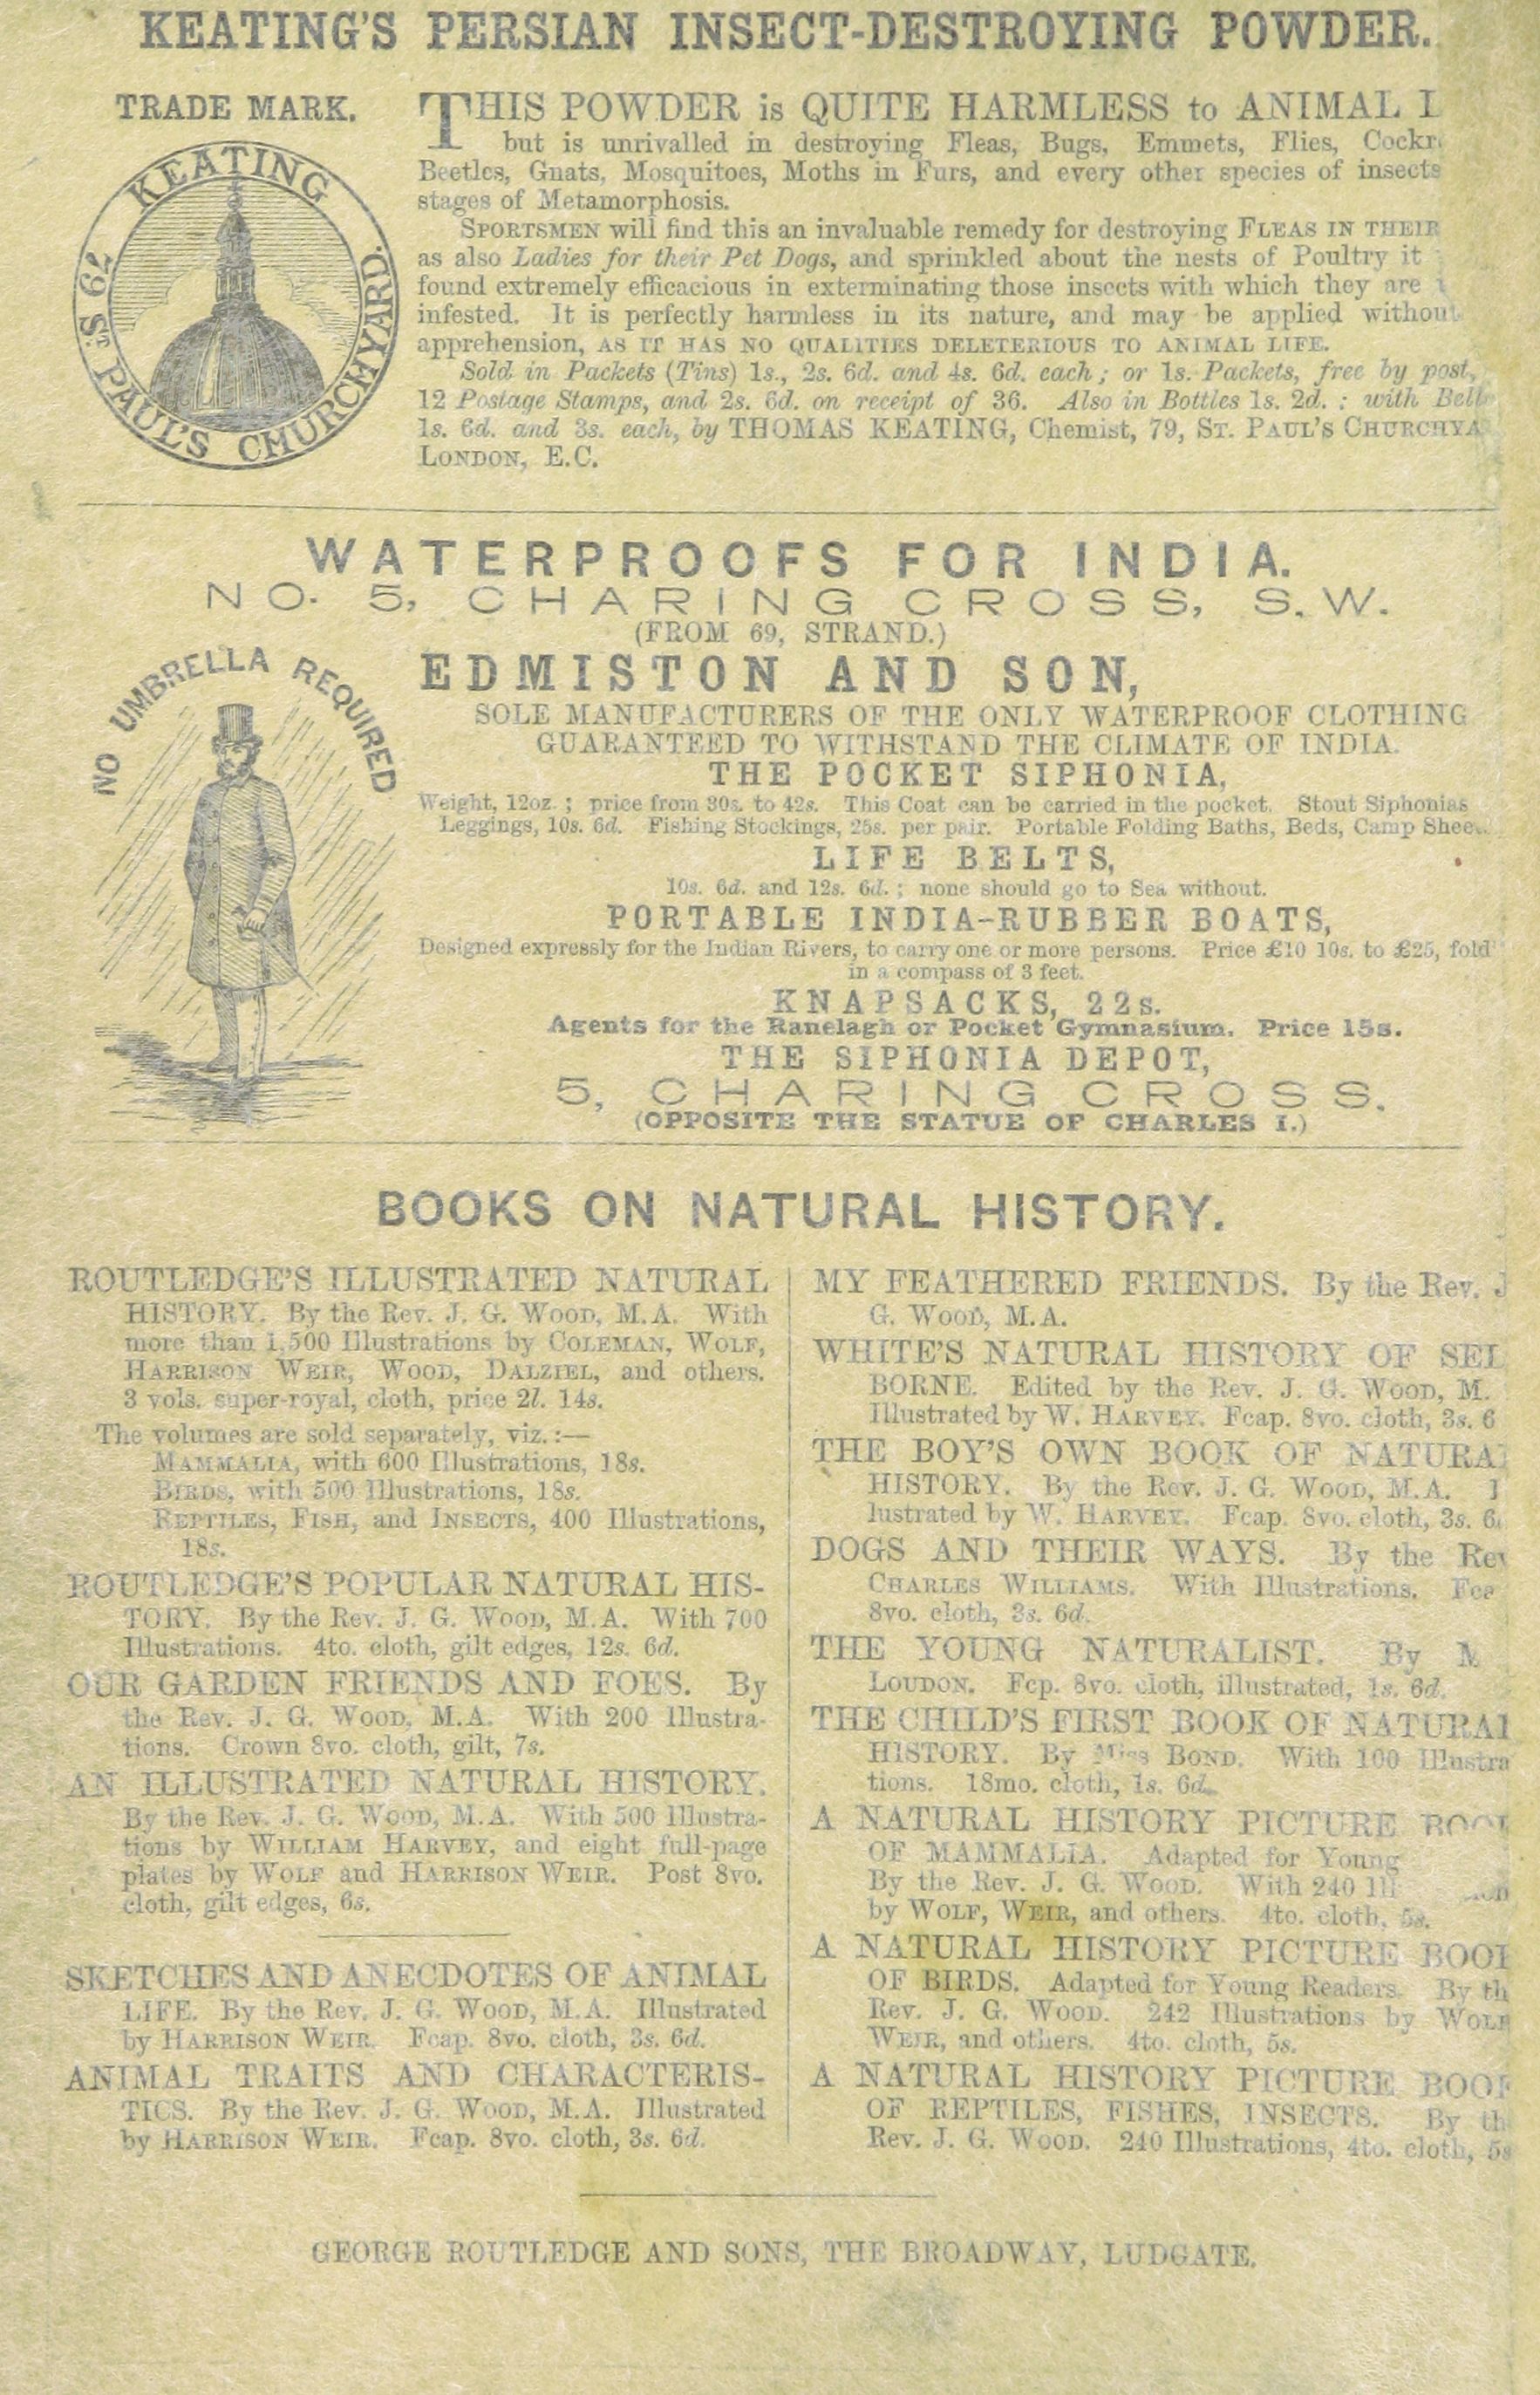 KEATING'S PERSIAN INSECT-DESTROYING POWDER.
TRADE MARK.
KEATING
79 ST. PAUL'S CHURCHYARD.
THIS POWDER is QUITE HARMLESS to ANIMAL
but is unrivalled in destroying Fleas, Bugs, Emmets, Flies,
Beetles, Gnats, Mosquitoes, Moths in Furs, and every other species of insects
stages of Metamorphosis.
SPORTSMEN will find this an invaluable remedy for destroying FLEAS IN THEIR
as also Ladies for their Pet Dogs, and sprinkled about the nests of Poultry it
found extremely efficacious in exterminating those insects with which they are
infested. It is perfectly harmless in its nature, and may be applied without
apprehension, AS IT HAS NO QUALITIES DELETERIOUS TO ANIMAL LIFE.
Sold in Packets (Tins) 1s., 2s. 6d. and 4s. 6d. each; or 1s. Packets, free by post,
12 Postage Stamps, and 2s. 6d. on receipt of 36. Also in Bottles 1s. 2d.: with
1s. 6d. and 3s. each, by THOMAS KEATING, Chemist, 79, ST. PAUL'S CHURCHYA
LONDON, E.C.
WATERPROOFS FOR INDIA.
NO. 5, CHARING CROSS, S.W.
(FROM 69, STRAND.)
NO UMBRELLA REQUIRED
EDMISTON AND SON,
SOLE MANUFACTURERS OF THE ONLY WATERPROOF CLOTHING
GUARANTEED TO WITHSTAND THE CLIMATE OF INDIA.
THE POCKET SIPHONIA,
Weight, 12oz.; price from 30s. to 42s. This Coat can be carried in the pocket. Stout Siphonias
Leggings, 10s. 6d. Fishing Stockings, 25s. per pair. Portable Folding Baths, Beds, Camp
LIFE BELTS,
10s. 6d. and 12s. 6d.; none should go to Sea without.
PORTABLE INDIA-RUBBER BOATS,
Designed expressly for the Indian Rivers, to carry one or more persons. Price £10 10s. to £25, fold
in a compass of 3 feet.
KNAPSACKS, 22s.
Agents for the Ranelagh or Pocket Gymnasium. Price 15s.
THE SIPHONIA DEPOT,
5, CHARING CROSS.
(OPPOSITE THE STATUE OF CHARLES I.)
BOOKS ON NATURAL HISTORY.
ROUTLEDGE'S ILLUSTRATED NATURAL
HISTORY. By the Rev. J. G. WOOD, M.A. With
more than 1,500 Illustrations by COLEMAN, WOLF,
HARRISON WEIR, WOOD, DALZIEL, and others.
3 vols. super-royal, cloth, price 2l. 14s.
The volumes are sold separately, viz.:—
MAMMALIA, with 600 Illustrations, 18s.
BIRDS, with 500 Illustrations, 18s.
REPTILES, FISH, and INSECTS, 400 Illustrations,
18s.
ROUTLEDGE'S POPULAR NATURAL HIS-
TORY. By the Rev. J. G. WOOD, M.A. With 700
Illustrations. 4to. cloth, gilt edges, 12s. 6d.
OUR GARDEN FRIENDS AND FOES. By
the Rev. J. G. WOOD, M.A. With 200 Illustra-
tions. Crown 8vo. cloth, gilt, 7s.
AN ILLUSTRATED NATURAL HISTORY.
By the Rev. J. G. WOOD, M.A. With 500 Illustra-
tions by WILLIAM HARVEY, and eight full-page
plates by WOLF and HARRISON WEIR. Post 8vo.
cloth, gilt edges, 6s.
SKETCHES AND ANECDOTES OF ANIMAL
LIFE. By the Rev. J. G. WOOD, M.A. Illustrated
by HARRISON WEIR. Fcap. 8vo. cloth, 3s. 6d.
ANIMAL TRAITS AND CHARACTERIS-
TICS. By the Rev. J. G. WOOD, M.A. Illustrated
by HARRISON WEIR. Fcap. 8vo. cloth, 3s. 6d.
MY FEATHERED FRIENDS. By the Rev. J
G. WOOD, M.A.
WHITE'S NATURAL HISTORY OF SEL
BORNE. Edited by the Rev. J. G. WOOD, M.
Illustrated by W. HARVEY. Fcap. 8vo. cloth, 3s. 6
THE BOY'S OWN BOOK OF NATURA
HISTORY. By the Rev. J. G. WOOD, M.A. I
lustrated by W. HARVEY. Fcap. 8vo. cloth, 3s. 6
DOGS AND THEIR WAYS. By the Rev
CHARLES WILLIAMS. With Illustrations. Fca
8vo. cloth, 3s. 6d.
THE YOUNG NATURALIST. By M
LOUDON. Fcp. 8vo. cloth, illustrated, 1s. 6d.
THE CHILD'S FIRST BOOK OF NATURAL
HISTORY. By Miss BOND. With 100 Illustra
tions. 18mo. cloth, 1s. 6d.
A NATURAL HISTORY PICTURE BOO
OF MAMMALIA. Adapted for Young
By the Rev. J. G. WOOD. With 240 Ill
by WOLF, WEIR, and others. 4to. cloth, 5s.
A NATURAL HISTORY PICTURE BOO
OF BIRDS. Adapted for Young Readers. By th
Rev. J. G. WOOD. 242 Illustrations by WOLF
WEIR, and others. 4to. cloth, 5s.
A NATURAL HISTORY PICTURE BOO
OF REPTILES, FISHES, INSECTS. By th
Rev. J. G. WOOD. 240 Illustrations, 4to. cloth, 5s
GEORGE ROUTLEDGE AND SONS, THE BROADWAY, LUDGATE.